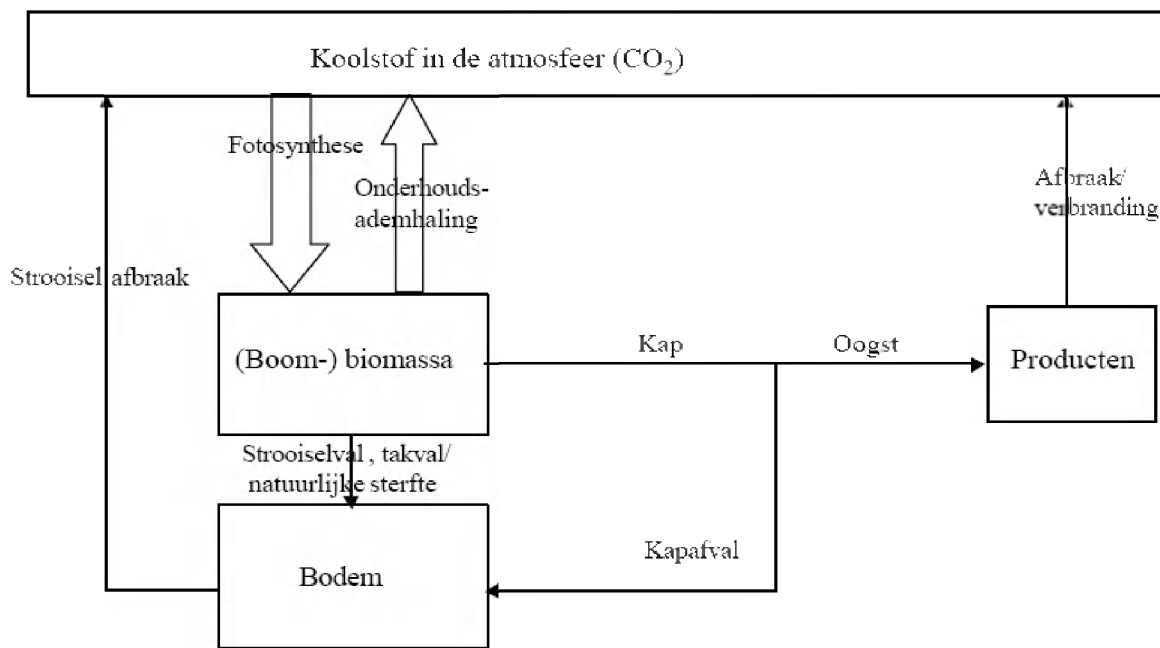 Koolstof in de atmosfeer (CO₂)
Fotosynthese
Onderhouds-
ademhaling
Afbraak/
verbranding
Strooisel afbraak
(Boom-) biomassa
Kap
Oogst
Producten
Strooiselval , takval/
natuurlijke sterfte
Kapafval
Bodem